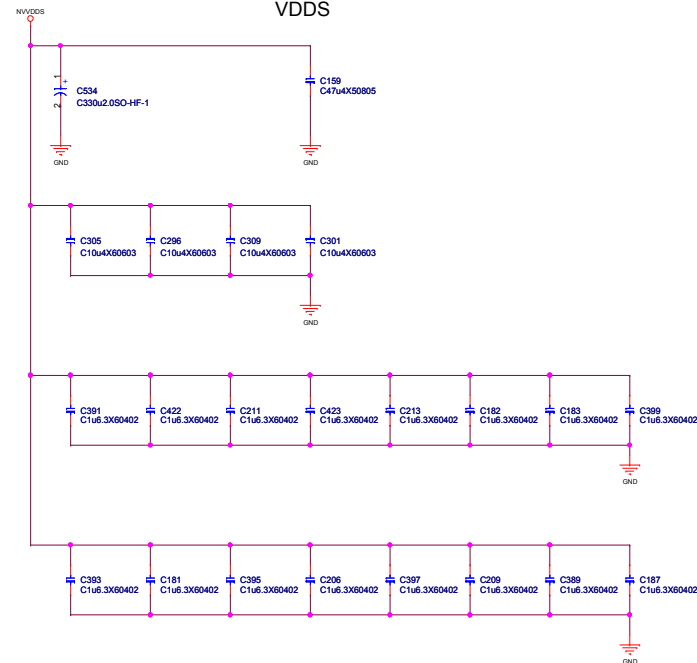 VDDS
NVVDDS
1
+
2
C534
C330u2.0SO-HF-1
C159
C47u4X50805
GND
GND
C305
C10u4X60603
C296
C10u4X60603
C309
C10u4X60603
C301
C10u4X60603
GND
C391
C1u6.3X60402
C422
C1u6.3X60402
C211
C1u6.3X60402
C423
C1u6.3X60402
C213
C1u6.3X60402
C182
C1u6.3X60402
C183
C1u6.3X60402
C399
C1u6.3X60402
GND
C393
C1u6.3X60402
C181
C1u6.3X60402
C395
C1u6.3X60402
C206
C1u6.3X60402
C397
C1u6.3X60402
C209
C1u6.3X60402
C389
C1u6.3X60402
C187
C1u6.3X60402
GND